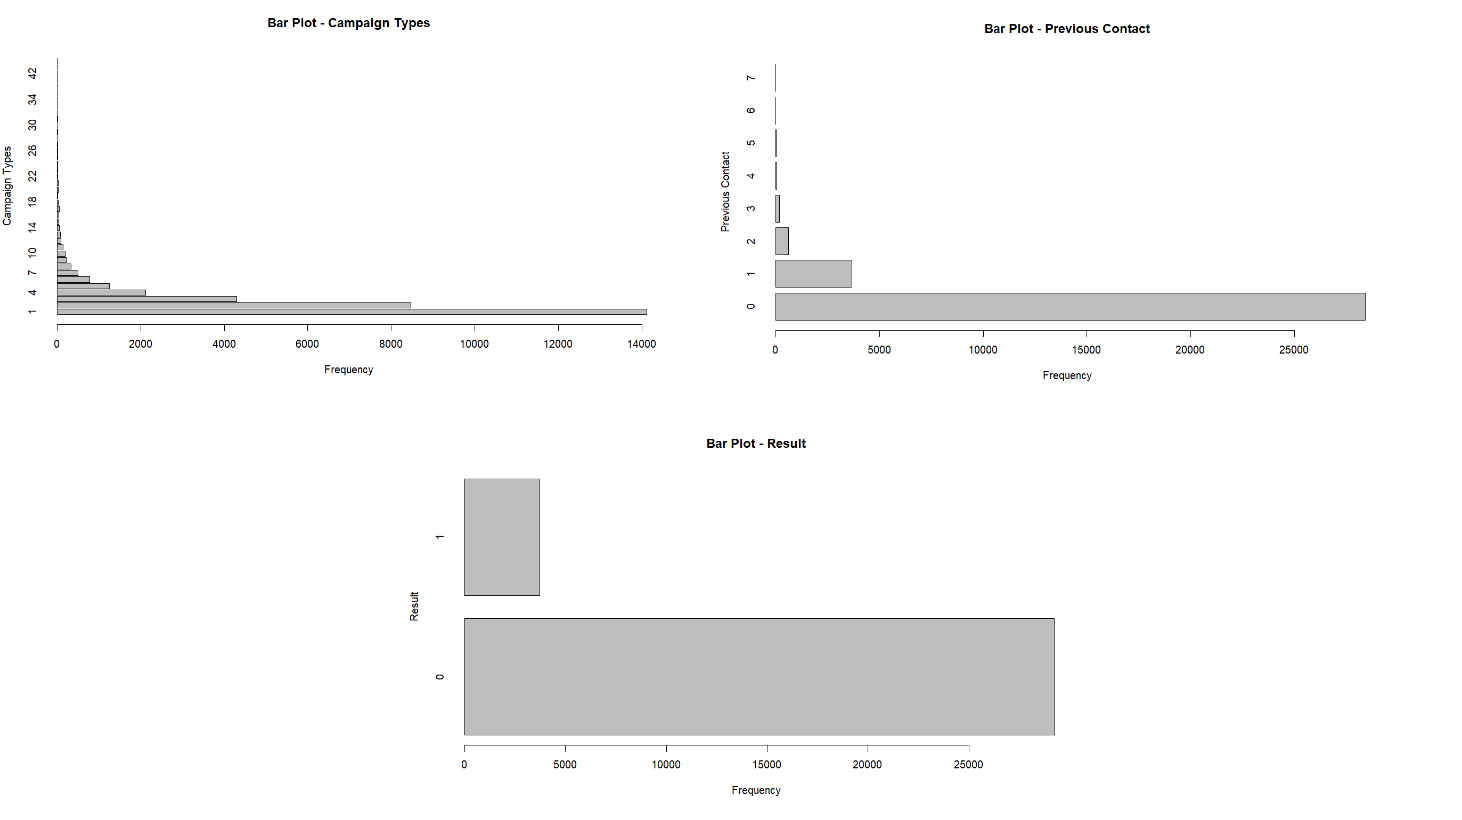 Bar Plot - Campaign Types
Campaign Types
42
34
30
26
22
18
14
10
7
4
1
0 2000 4000 6000 8000 10000 12000 14000
Frequency
Bar Plot - Previous Contact
Previous Contact
7
6
5
4
3
2
1
0
0 5000 10000 15000 20000 25000
Frequency
Bar Plot - Result
Result
1
0
0 5000 10000 15000 20000 25000
Frequency